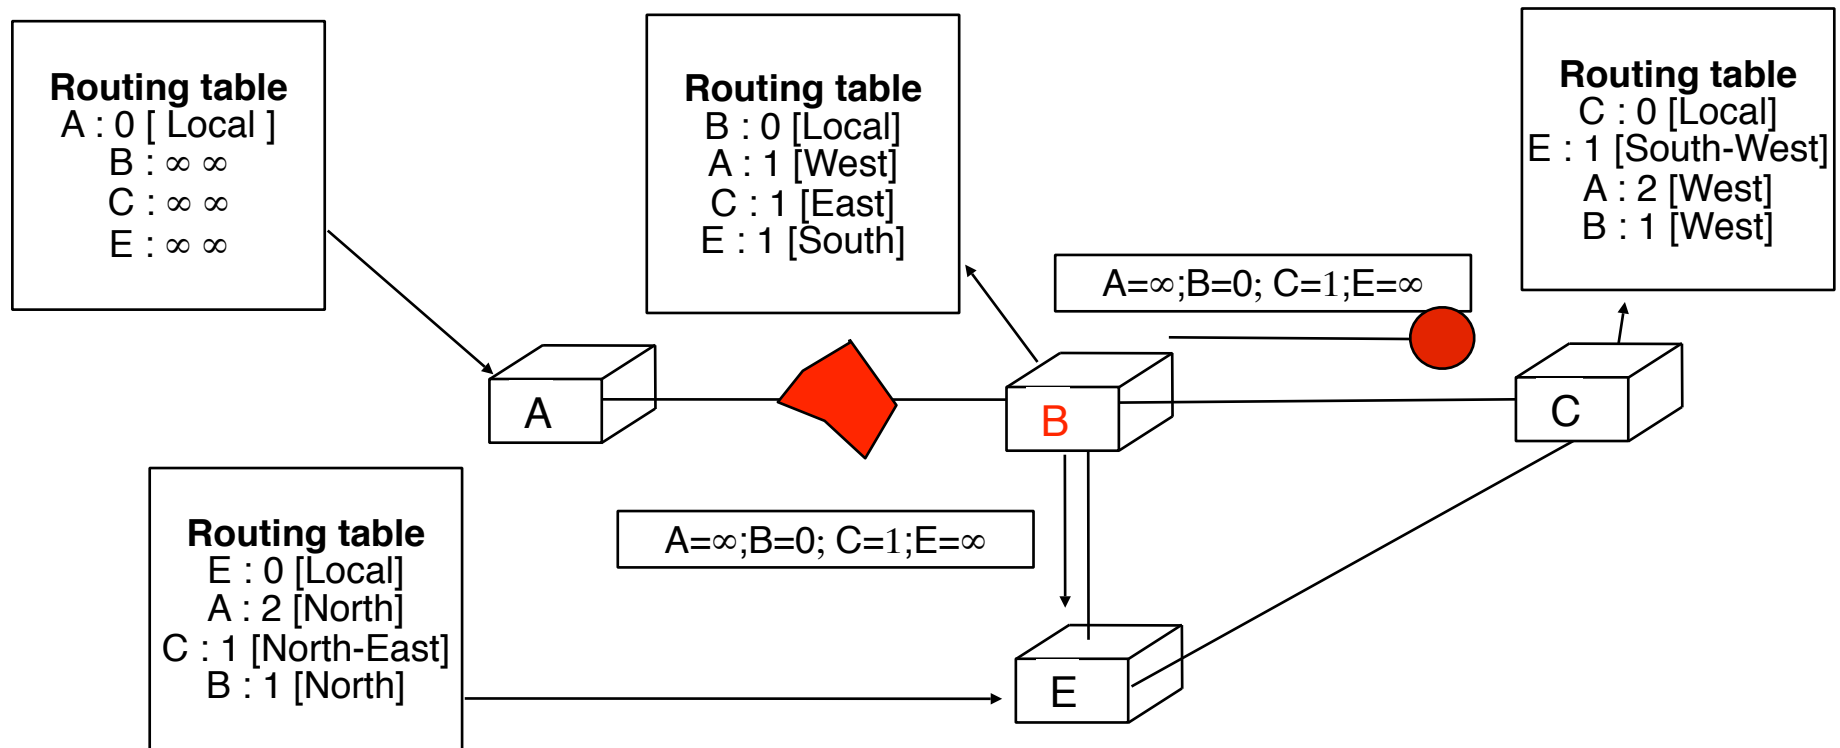 Routing table
A : 0 [ Local ]
B : ∞ ∞
C : ∞ ∞
E : ∞ ∞
Routing table
B : 0 [Local]
A : 1 [West]
C : 1 [East]
E : 1 [South]
Routing table
C : 0 [Local]
E : 1 [South-West]
A : 2 [West]
B : 1 [West]
A=∞;B=0; C=1;E=∞
A
B
C
Routing table
E : 0 [Local]
A : 2 [North]
C : 1 [North-East]
B : 1 [North]
A=∞;B=0; C=1;E=∞
E